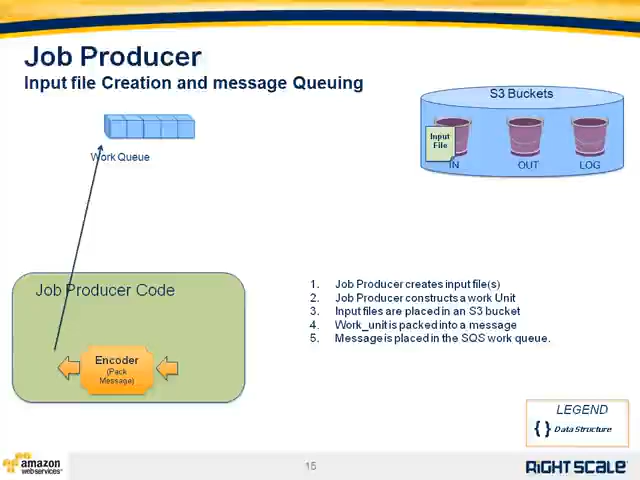 Job Producer
Input file Creation and message Queuing
S3 Buckets
Input
File
IN
OUT
LOG
Work Queue
Job Producer Code
Encoder
(Pack
Message)
1. Job Producer creates input file(s)
2. Job Producer constructs a work Unit
3. Input files are placed in an S3 bucket
4. Work_unit is packed into a message
5. Message is placed in the SQS work queue.
LEGEND
{ } Data Structure
amazon
webservices
15
RIGHTSCALE